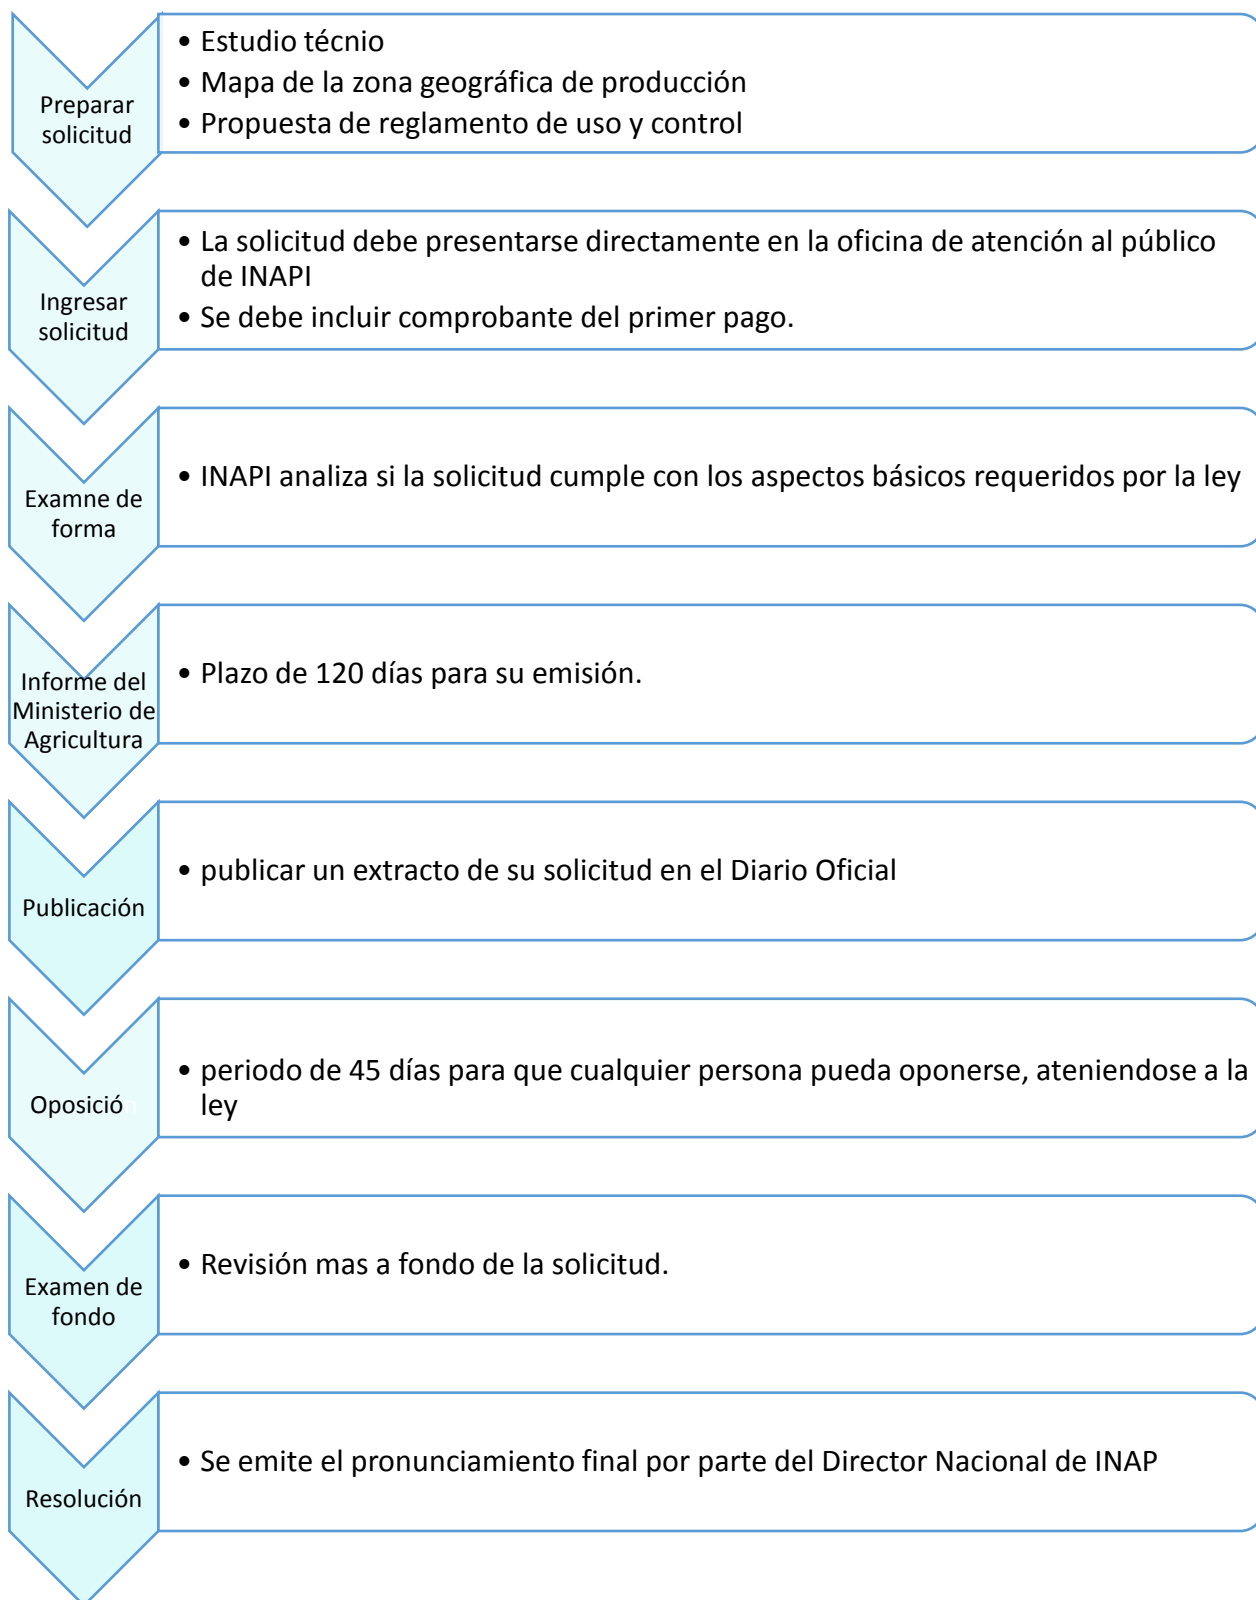 Preparar
solicitud
• Estudio técnio
• Mapa de la zona geográfica de producción
• Propuesta de reglamento de uso y control
Ingresar
solicitud
• La solicitud debe presentarse directamente en la oficina de atención al público
de INAPI
• Se debe incluir comprobante del primer pago.
Examne de
forma
• INAPI analiza si la solicitud cumple con los aspectos básicos requeridos por la ley
Informe del
Ministerio de
Agricultura
• Plazo de 120 días para su emisión.
Publicación
• publicar un extracto de su solicitud en el Diario Oficial
Oposición
• periodo de 45 días para que cualquier persona pueda oponerse, ateniendose a la
ley
Examen de
fondo
• Revisión mas a fondo de la solicitud.
Resolución
• Se emite el pronunciamiento final por parte del Director Nacional de INAP